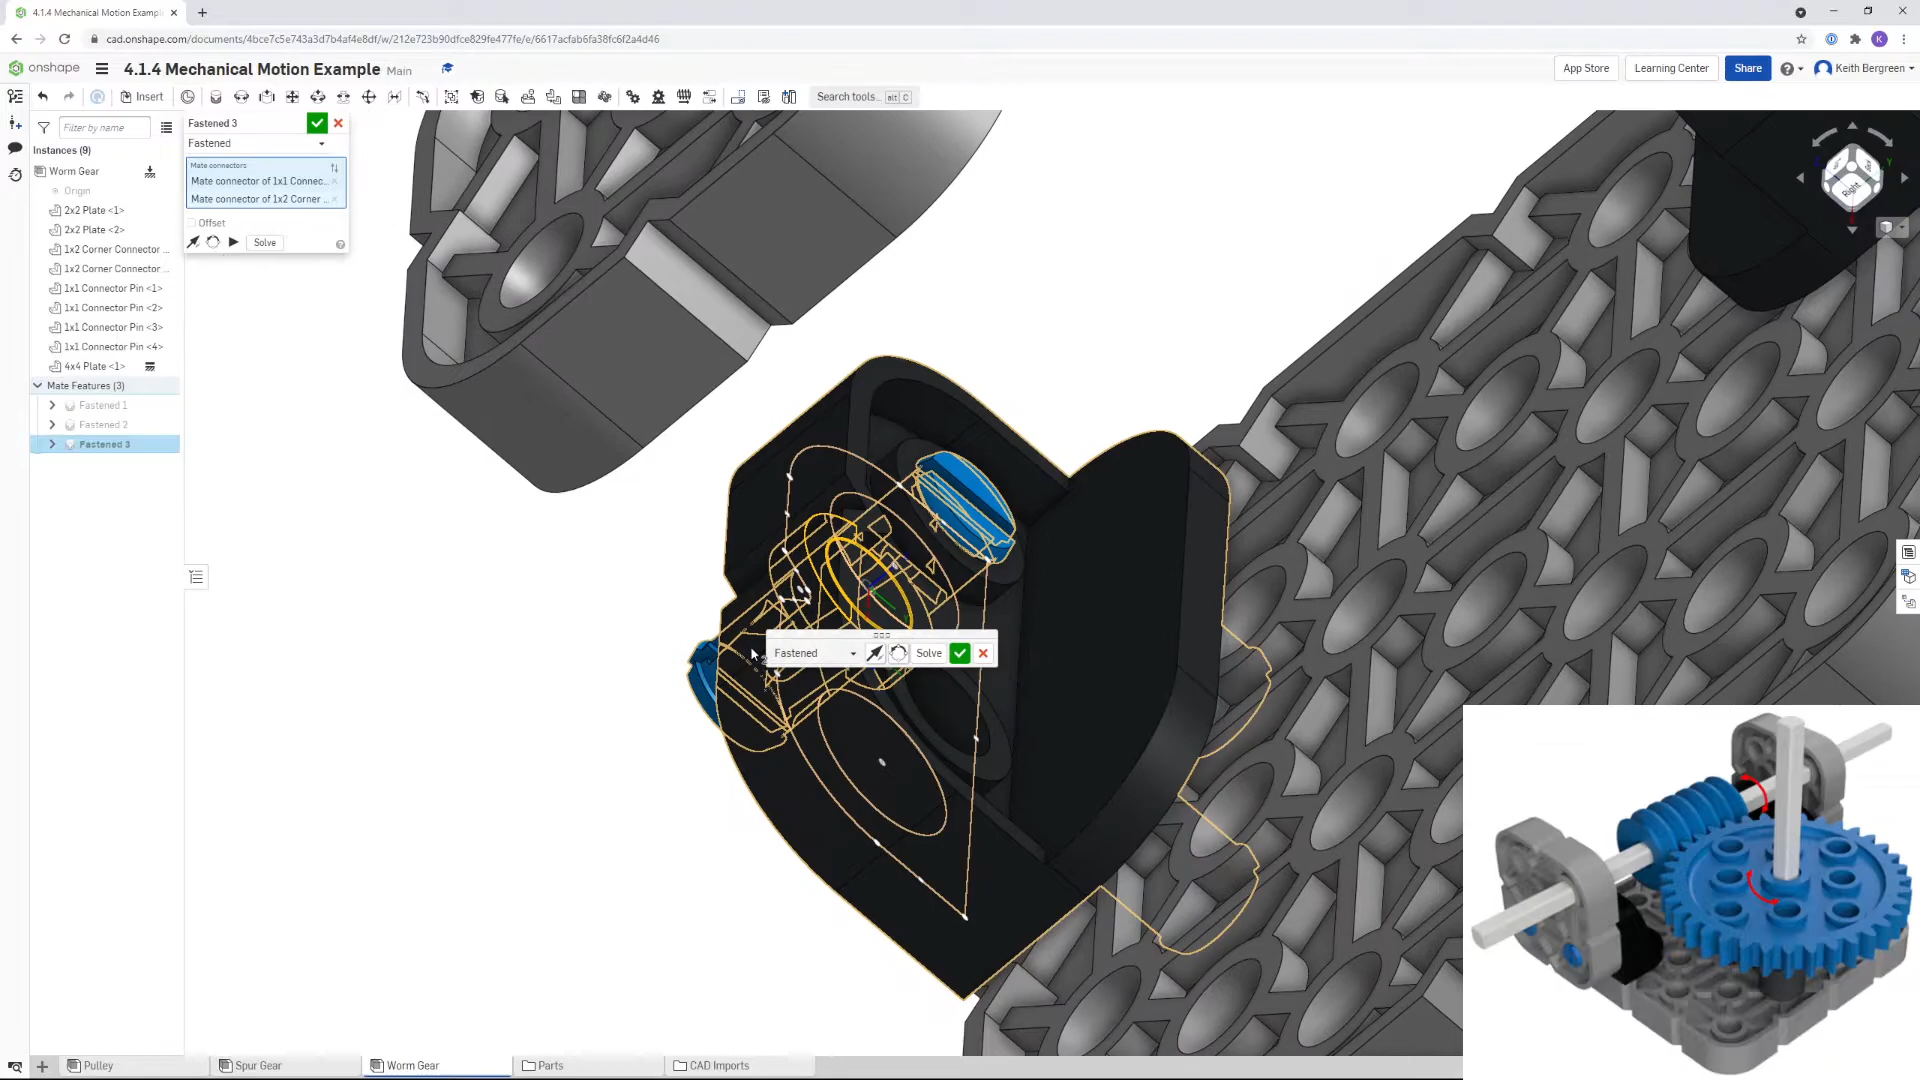 4.1.4 Mechanical Motion Exampl
cad.onshape.com/documents/4bce7c5e743a3d7b4af4e8df/w/212e723b90dfce829fe477fe/e/6617acfab6fa38fc6f2a4d46
K
onshape
4.1.4 Mechanical Motion Example Main
App Store
Learning Center
Share
Keith Bergreen
Insert
Search tools... alt C
Filter by name
Instances (9)
Worm Gear
Origin
2x2 Plate <1>
2x2 Plate <2>
1x2 Corner Connector ...
1x2 Corner Connector ...
1x1 Connector Pin <1>
1x1 Connector Pin <2>
1x1 Connector Pin <3>
1x1 Connector Pin <4>
4x4 Plate <1>
Mate Features (3)
Fastened 1
Fastened 2
Fastened 3
Fastened 3
Fastened
Mate connectors
Mate connector of 1x1 Connec...
Mate connector of 1x2 Corner ...
Offset
Solve
Z
Y
Right
Fastened
Solve
Pulley
Spur Gear
Worm Gear
Parts
CAD Imports